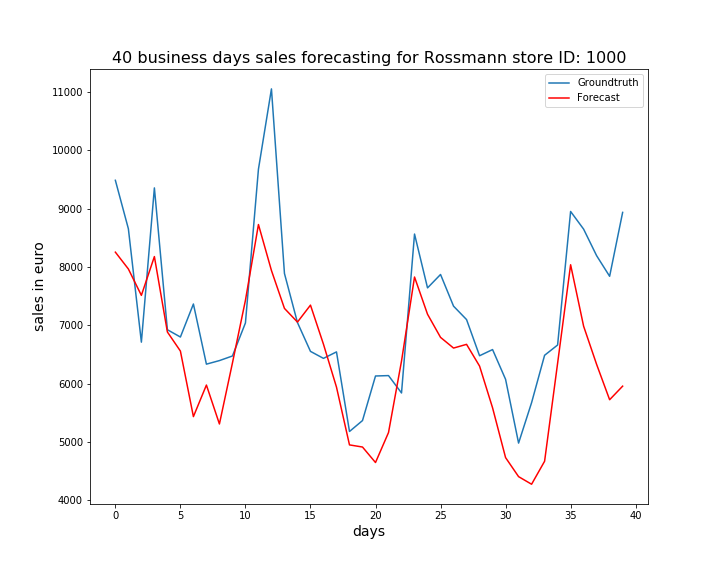 40 business days sales forecasting for Rossmann store ID: 1000
Groundtruth
Forecast
11000
10000
9000
8000
7000
6000
5000
4000
sales in euro
0 5 10 15 20 25 30 35 40
days